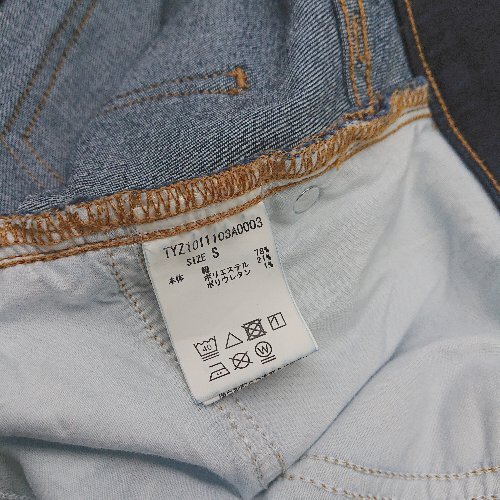 TYZ1011103A0003
SIZE S
本体 綿 78%
ポリエステル 21%
ポリウレタン 1%
40
W